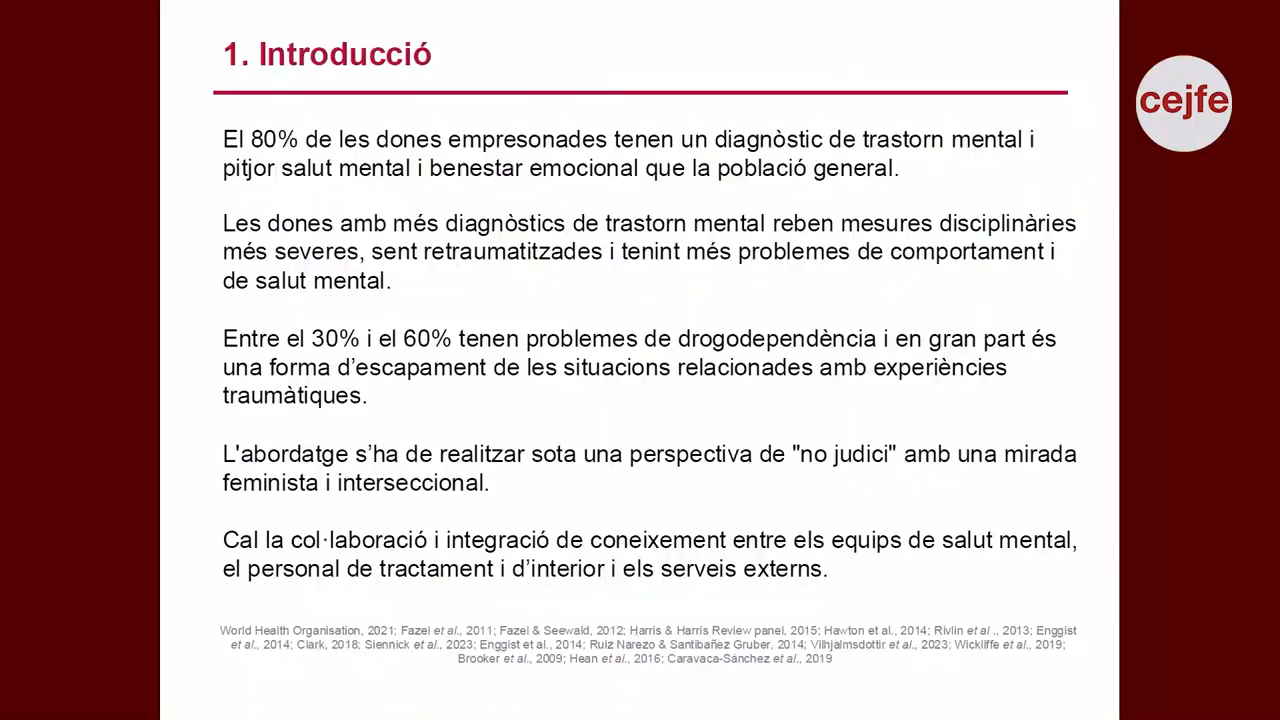 1. Introducció
cejfe
El 80% de les dones empresonades tenen un diagnòstic de trastorn mental i
pitjor salut mental i benestar emocional que la població general.
Les dones amb més diagnòstics de trastorn mental reben mesures disciplinàries
més severes, sent retraumatitzades i tenint més problemes de comportament i
de salut mental.
Entre el 30% i el 60% tenen problemes de drogodependència i en gran part és
una forma d’escapament de les situacions relacionades amb experiències
traumàtiques.
L'abordatge s’ha de realitzar sota una perspectiva de "no judici" amb una mirada
feminista i interseccional.
Cal la col·laboració i integració de coneixement entre els equips de salut mental,
el personal de tractament i d’interior i els serveis externs.
World Health Organisation, 2021; Fazel et al., 2011; Fazel & Seewald, 2012; Harris & Harris Review panel, 2015; Hawton et al., 2014; Rivlin et al ., 2013; Enggist
et al., 2014; Clark, 2018; Siennick et al., 2023; Enggist et al., 2014; Ruiz Narezo & Santibañez Gruber, 2014; Vilhjalmsdottir et al., 2023; Wickliffe et al., 2019;
Brooker et al., 2009; Hean et al., 2016; Caravaca-Sánchez et al., 2019